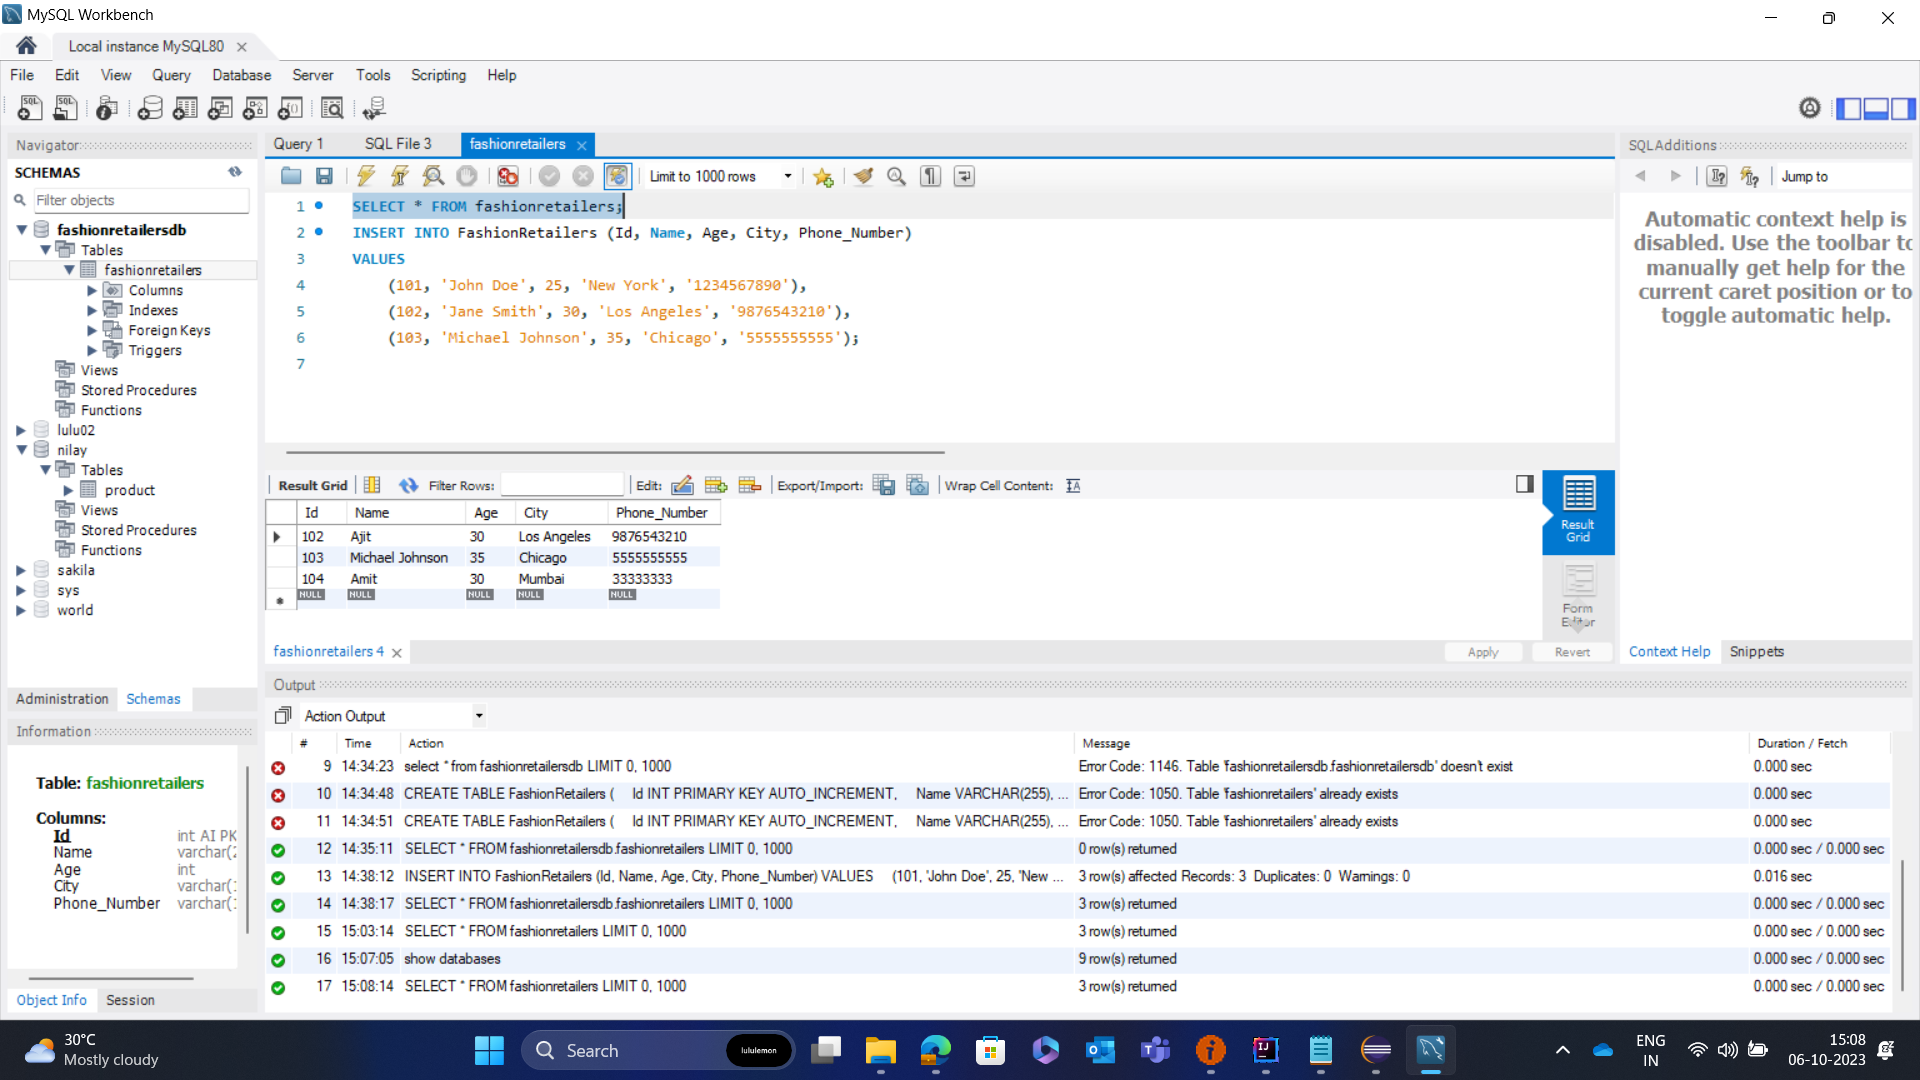 MySQL Workbench
Local instance MySQL80
File Edit View Query Database Server Tools Scripting Help
Navigator
SCHEMAS
Filter objects
fashionretailersdb
Tables
fashionretailers
Columns
Indexes
Foreign Keys
Triggers
Views
Stored Procedures
Functions
lulu02
nilay
Tables
product
Views
Stored Procedures
Functions
sakila
sys
world
Administration Schemas
Information
Table: fashionretailers
Columns:
Id int AI PK
Name varchar(2
Age int
City varchar(
Phone_Number varchar(
Object Info Session
Query 1 SQL File 3 fashionretailers
Limit to 1000 rows
1 SELECT * FROM fashionretailers;
2 INSERT INTO FashionRetailers (Id, Name, Age, City, Phone_Number)
3 VALUES
4 (101, 'John Doe', 25, 'New York', '1234567890'),
5 (102, 'Jane Smith', 30, 'Los Angeles', '9876543210'),
6 (103, 'Michael Johnson', 35, 'Chicago', '5555555555');
7
Result Grid Filter Rows: Edit: Export/Import: Wrap Cell Content:
Id Name Age City Phone_Number
102 Ajit 30 Los Angeles 9876543210
103 Michael Johnson 35 Chicago 5555555555
104 Amit 30 Mumbai 33333333
NULL NULL NULL NULL NULL
Result Grid
Form Editor
fashionretailers 4
Apply Revert
SQLAdditions
Jump to
Automatic context help is
disabled. Use the toolbar to
manually get help for the
current caret position or to
toggle automatic help.
Context Help Snippets
Output
Action Output
# Time Action Message Duration / Fetch
9 14:34:23 select * from fashionretailersdb LIMIT 0, 1000 Error Code: 1146. Table 'fashionretailersdb.fashionretailersdb' doesn't exist 0.000 sec
10 14:34:48 CREATE TABLE FashionRetailers ( Id INT PRIMARY KEY AUTO_INCREMENT, Name VARCHAR(255), ... Error Code: 1050. Table 'fashionretailers' already exists 0.000 sec
11 14:34:51 CREATE TABLE FashionRetailers ( Id INT PRIMARY KEY AUTO_INCREMENT, Name VARCHAR(255), ... Error Code: 1050. Table 'fashionretailers' already exists 0.000 sec
12 14:35:11 SELECT * FROM fashionretailersdb.fashionretailers LIMIT 0, 1000 0 row(s) returned 0.000 sec / 0.000 sec
13 14:38:12 INSERT INTO FashionRetailers (Id, Name, Age, City, Phone_Number) VALUES (101, 'John Doe', 25, 'New ... 3 row(s) affected Records: 3 Duplicates: 0 Warnings: 0 0.016 sec
14 14:38:17 SELECT * FROM fashionretailersdb.fashionretailers LIMIT 0, 1000 3 row(s) returned 0.000 sec / 0.000 sec
15 15:03:14 SELECT * FROM fashionretailers LIMIT 0, 1000 3 row(s) returned 0.000 sec / 0.000 sec
16 15:07:05 show databases 9 row(s) returned 0.000 sec / 0.000 sec
17 15:08:14 SELECT * FROM fashionretailers LIMIT 0, 1000 3 row(s) returned 0.000 sec / 0.000 sec
30°C
Mostly cloudy
Search lululemon
ENG
IN
15:08
06-10-2023